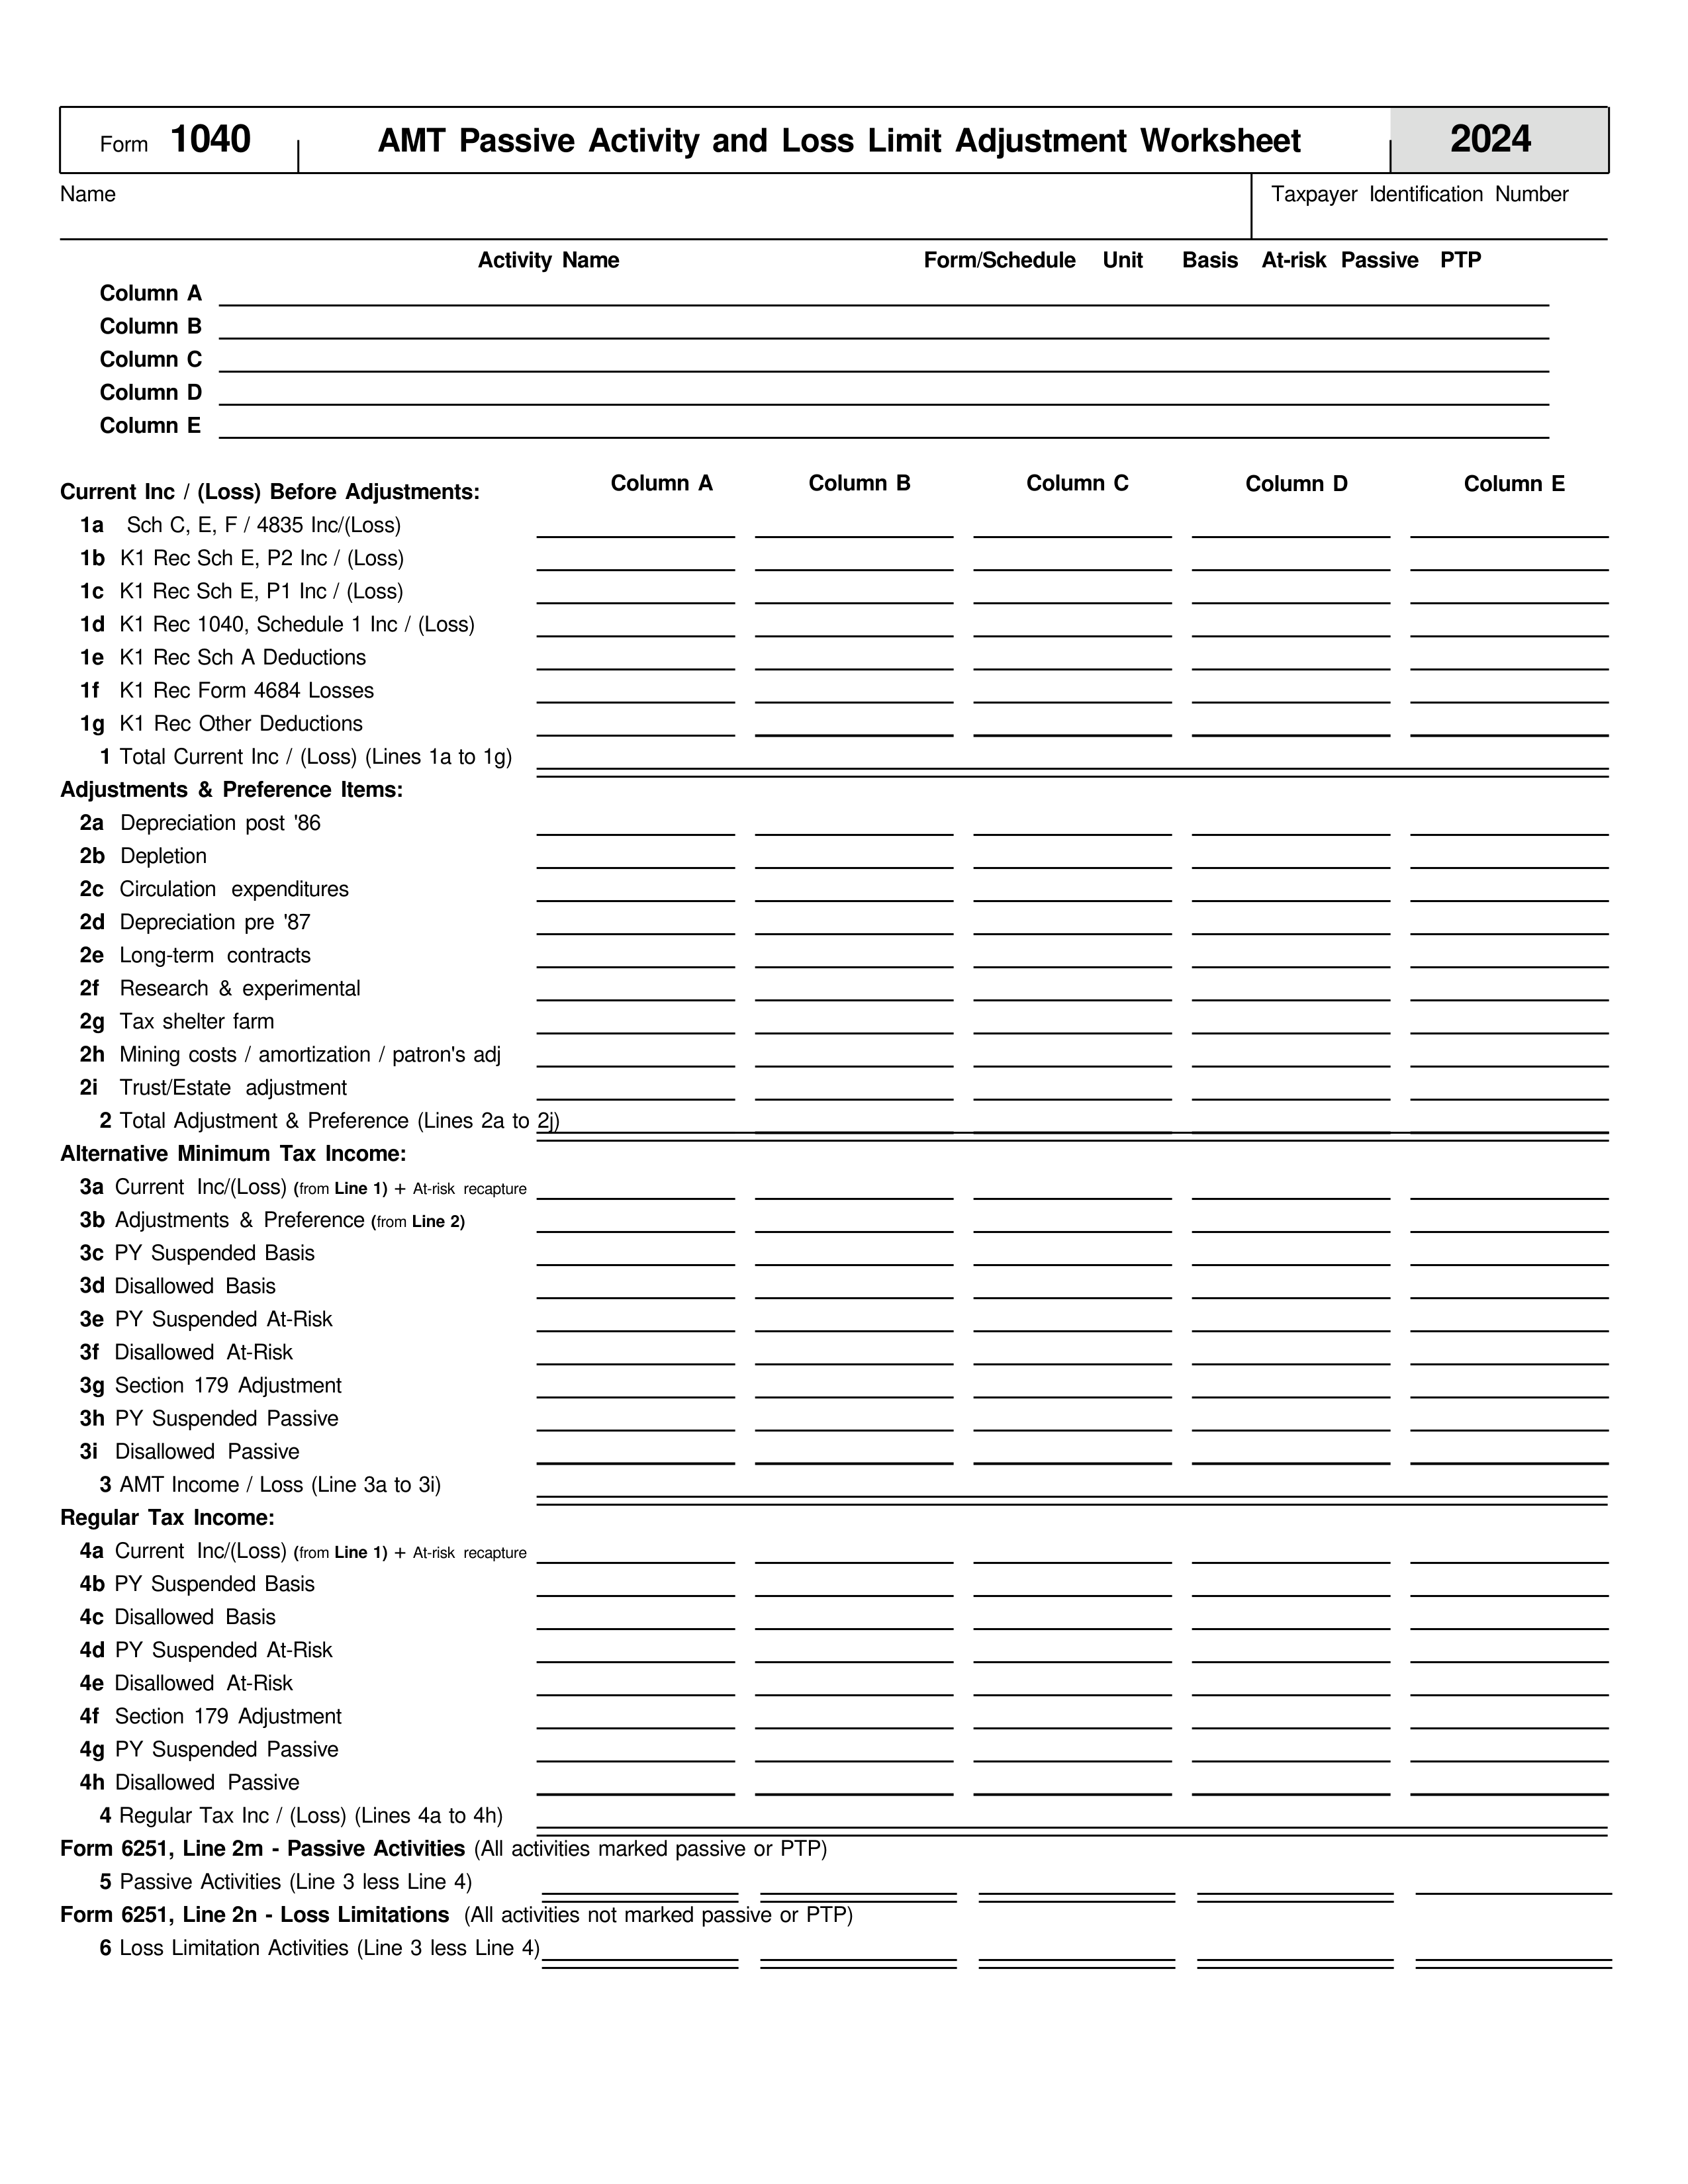 Form 1040 AMT Passive Activity and Loss Limit Adjustment Worksheet 2024
Name Taxpayer Identification Number
Activity Name Form/Schedule Unit Basis At-risk Passive PTP
Column A
Column B
Column C
Column D
Column E
Current Inc / (Loss) Before Adjustments: Column A Column B Column C Column D Column E
1a Sch C, E, F / 4835 Inc/(Loss)
1b K1 Rec Sch E, P2 Inc / (Loss)
1c K1 Rec Sch E, P1 Inc / (Loss)
1d K1 Rec 1040, Schedule 1 Inc / (Loss)
1e K1 Rec Sch A Deductions
1f K1 Rec Form 4684 Losses
1g K1 Rec Other Deductions
1 Total Current Inc / (Loss) (Lines 1a to 1g)
Adjustments & Preference Items:
2a Depreciation post '86
2b Depletion
2c Circulation expenditures
2d Depreciation pre '87
2e Long-term contracts
2f Research & experimental
2g Tax shelter farm
2h Mining costs / amortization / patron's adj
2i Trust/Estate adjustment
2 Total Adjustment & Preference (Lines 2a to 2j)
Alternative Minimum Tax Income:
3a Current Inc/(Loss) (from Line 1) + At-risk recapture
3b Adjustments & Preference (from Line 2)
3c PY Suspended Basis
3d Disallowed Basis
3e PY Suspended At-Risk
3f Disallowed At-Risk
3g Section 179 Adjustment
3h PY Suspended Passive
3i Disallowed Passive
3 AMT Income / Loss (Line 3a to 3i)
Regular Tax Income:
4a Current Inc/(Loss) (from Line 1) + At-risk recapture
4b PY Suspended Basis
4c Disallowed Basis
4d PY Suspended At-Risk
4e Disallowed At-Risk
4f Section 179 Adjustment
4g PY Suspended Passive
4h Disallowed Passive
4 Regular Tax Inc / (Loss) (Lines 4a to 4h)
Form 6251, Line 2m - Passive Activities (All activities marked passive or PTP)
5 Passive Activities (Line 3 less Line 4)
Form 6251, Line 2n - Loss Limitations (All activities not marked passive or PTP)
6 Loss Limitation Activities (Line 3 less Line 4)